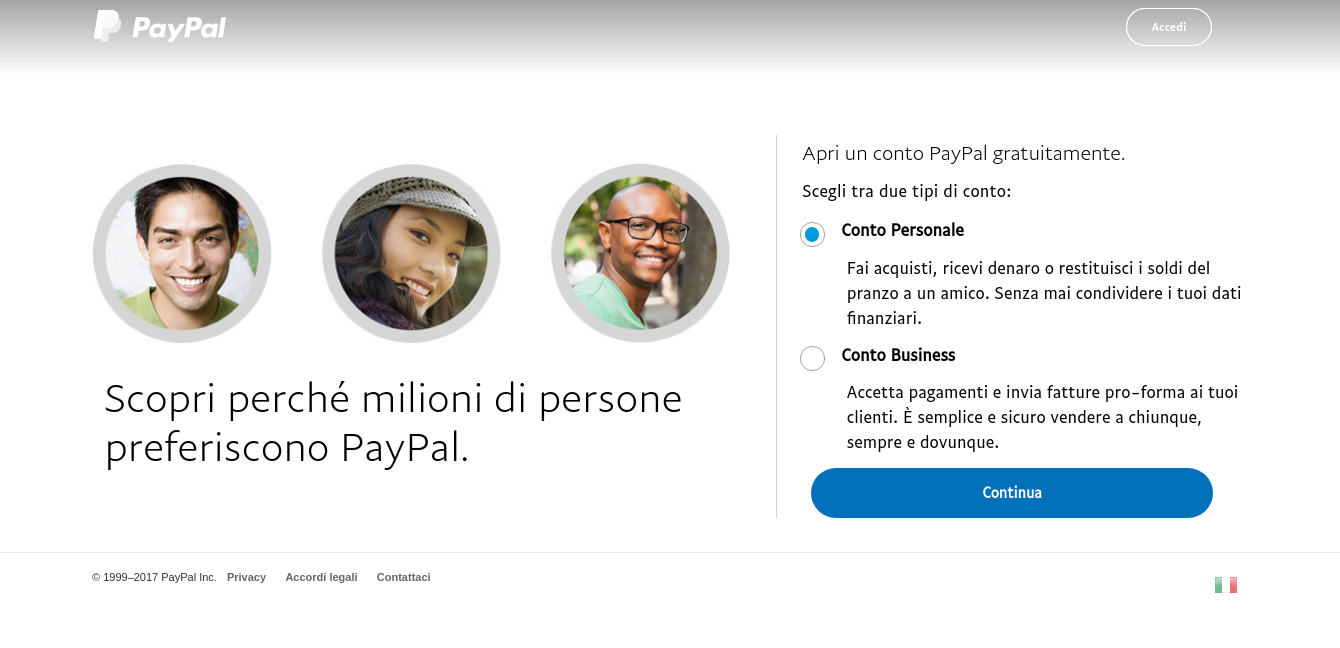 PayPal
Accedi
Scopri perché milioni di persone
preferiscono PayPal.
Apri un conto PayPal gratuitamente.
Scegli tra due tipi di conto:
Conto Personale
Fai acquisti, ricevi denaro o restituisci i soldi del
pranzo a un amico. Senza mai condividere i tuoi dati
finanziari.
Conto Business
Accetta pagamenti e invia fatture pro-forma ai tuoi
clienti. È semplice e sicuro vendere a chiunque,
sempre e dovunque.
Continua
© 1999–2017 PayPal Inc. Privacy Accordi legali Contattaci